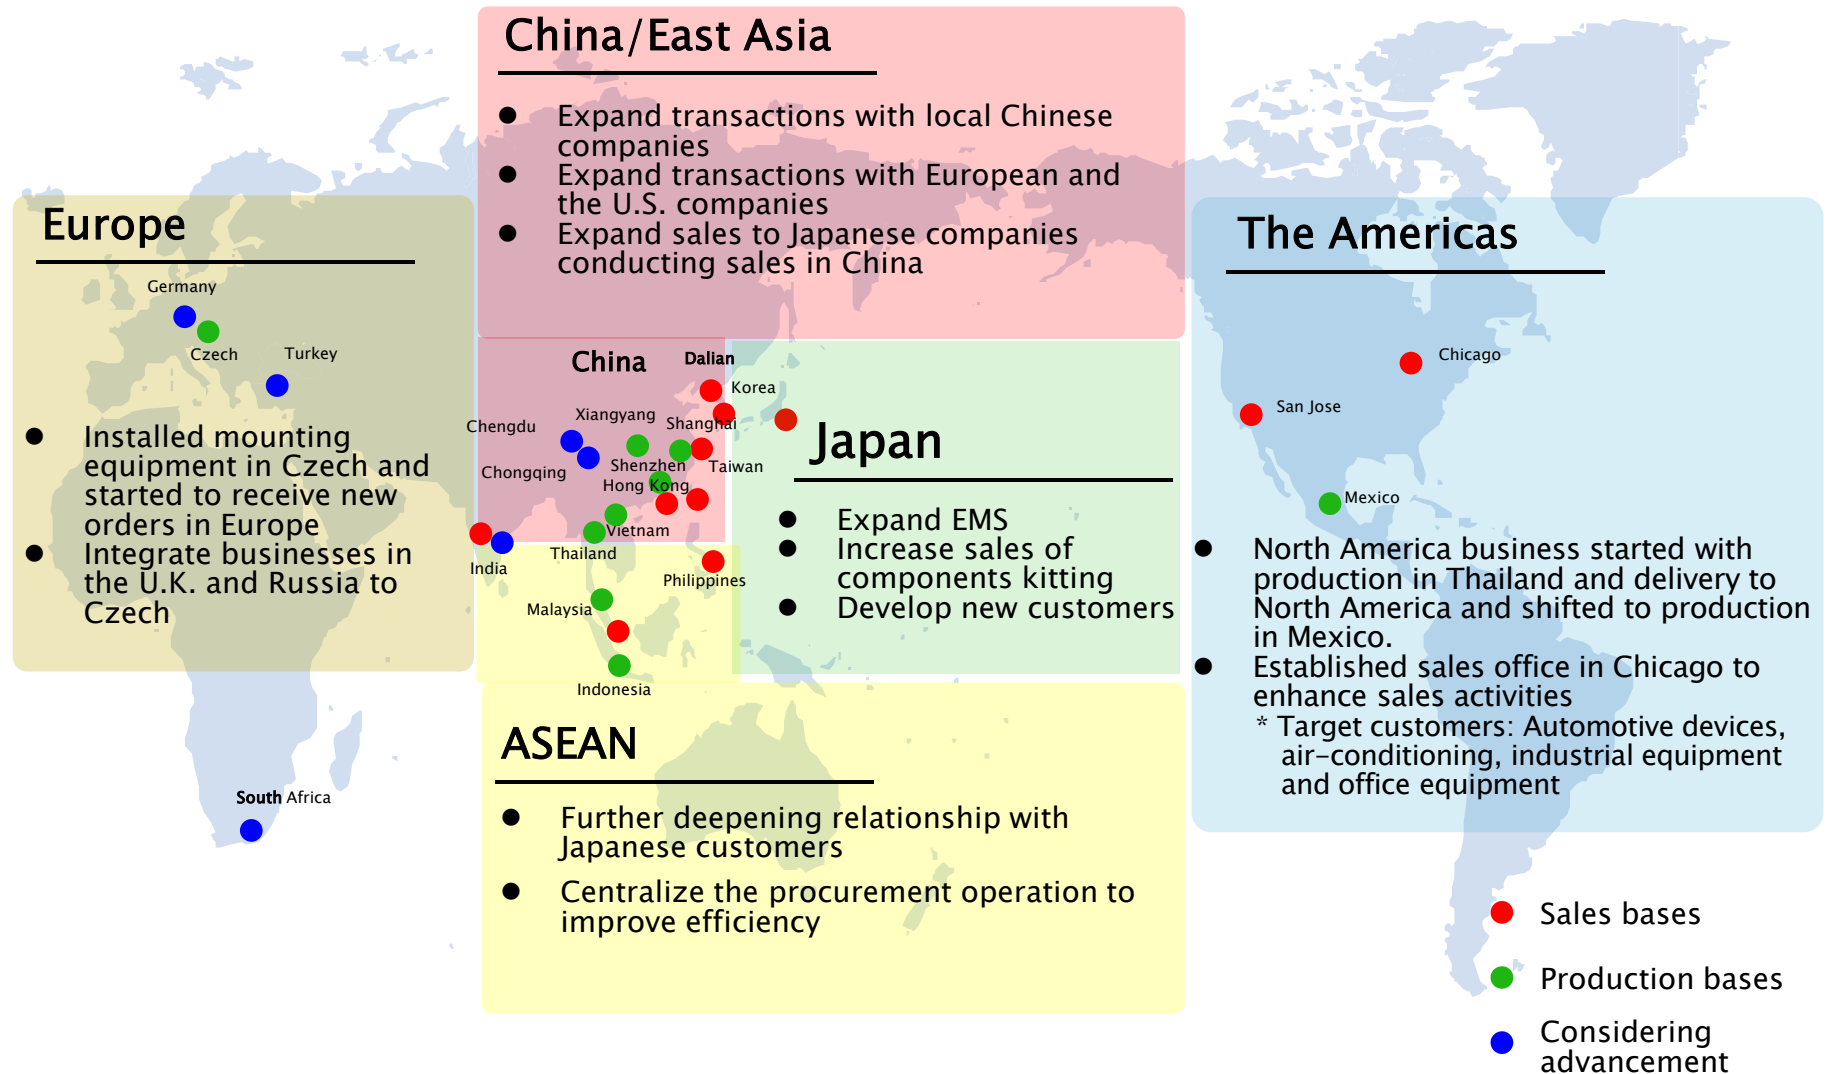 China/East Asia
● Expand transactions with local Chinese
companies
● Expand transactions with European and
the U.S. companies
● Expand sales to Japanese companies
conducting sales in China
Europe
Germany
Czech
Turkey
● Installed mounting
equipment in Czech and
started to receive new
orders in Europe
● Integrate businesses in
the U.K. and Russia to
Czech
South Africa
China
Dalian
Korea
Xiangyang
Shanghai
Chengdu
Chongqing
Shenzhen
Taiwan
Hong Kong
Vietnam
Thailand
India
Philippines
Malaysia
Indonesia
Japan
● Expand EMS
● Increase sales of
components kitting
● Develop new customers
ASEAN
● Further deepening relationship with
Japanese customers
● Centralize the procurement operation to
improve efficiency
The Americas
Chicago
San Jose
Mexico
● North America business started with
production in Thailand and delivery to
North America and shifted to production
in Mexico.
● Established sales office in Chicago to
enhance sales activities
* Target customers: Automotive devices,
air-conditioning, industrial equipment
and office equipment
Sales bases
Production bases
Considering
advancement